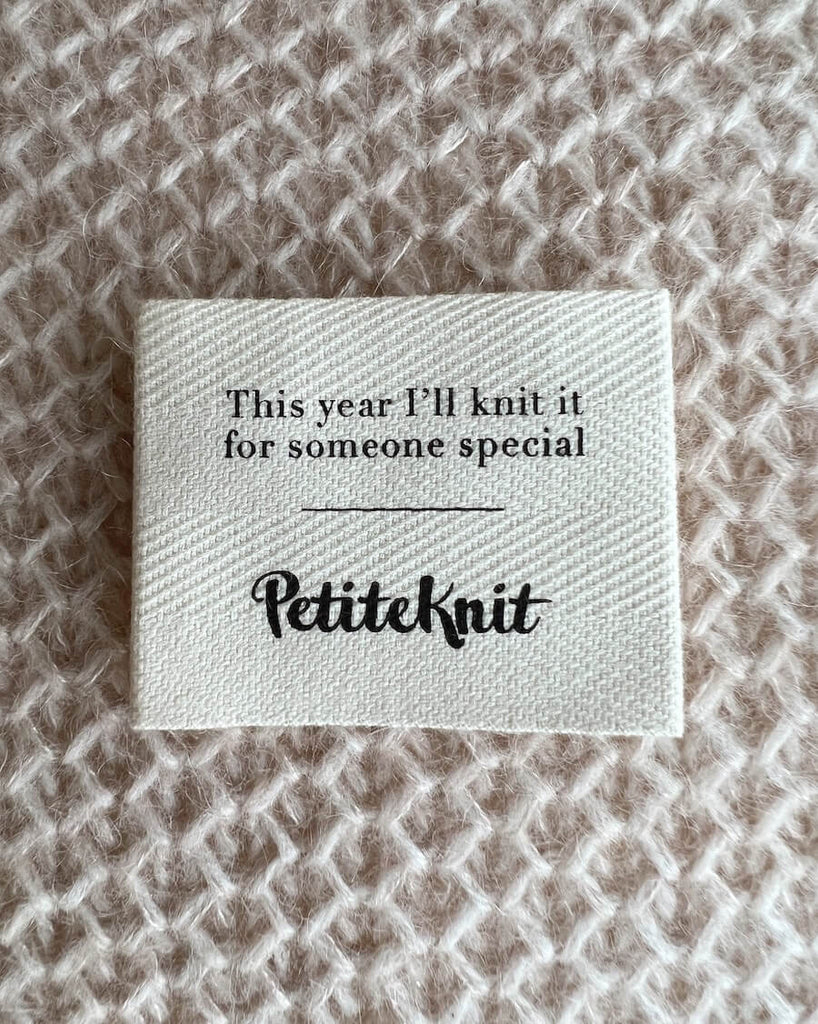 This year I'll knit it
for someone special
PetiteKnit